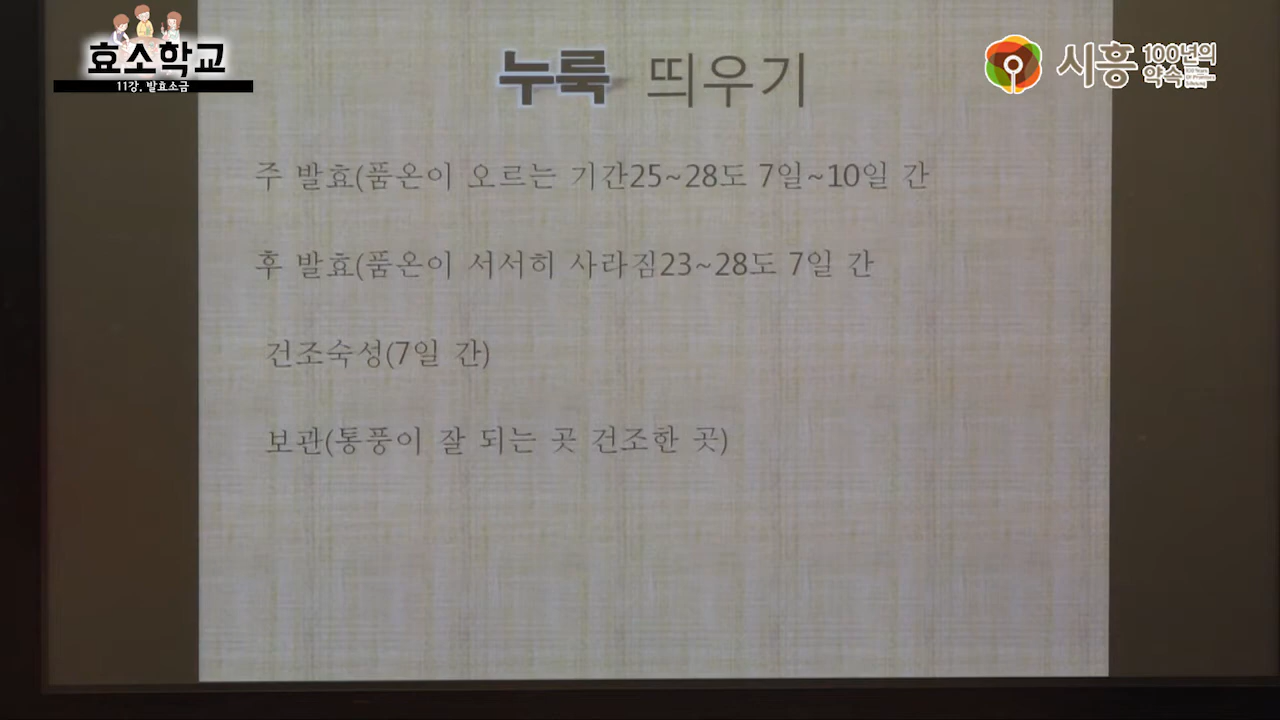 효소학교
11강. 발효소금
시흥 100년의
약속
누룩 띄우기
주 발효(품온이 오르는 기간25~28도 7일~10일 간
후 발효(품온이 서서히 사라짐23~28도 7일 간
건조숙성(7일 간)
보관(통풍이 잘 되는 곳 건조한 곳)